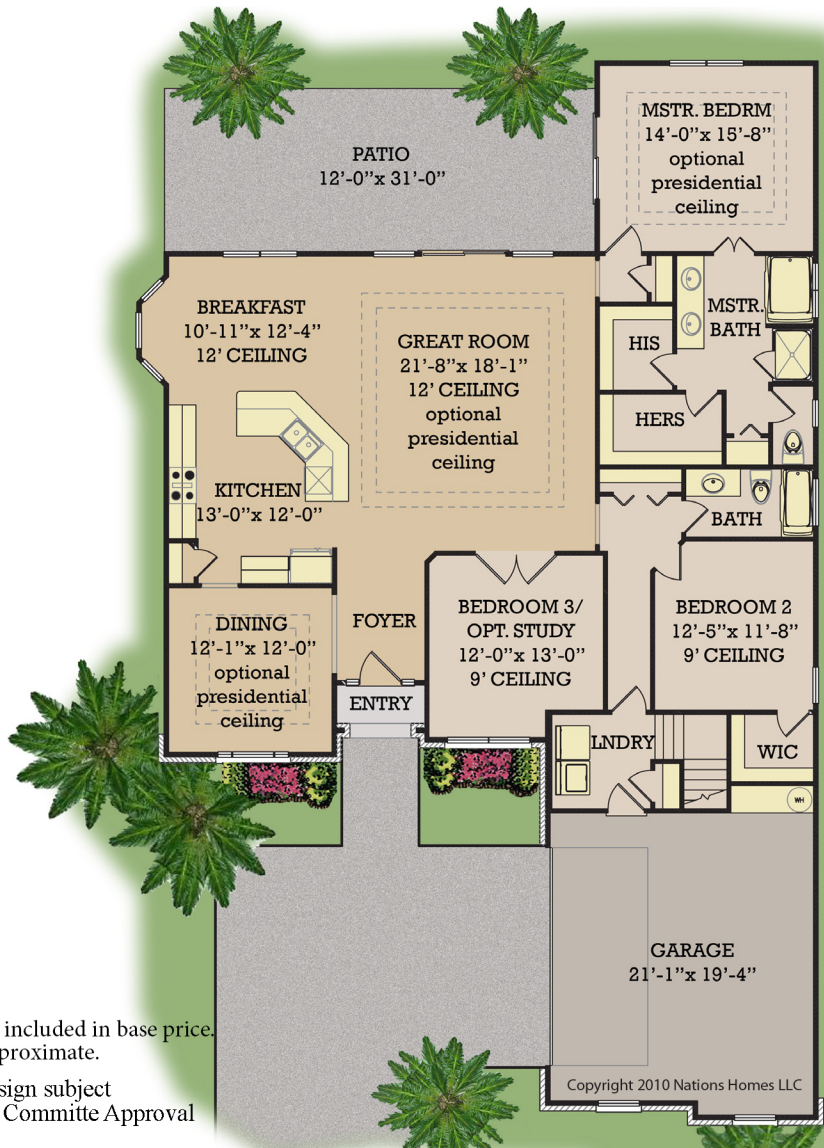 MSTR. BEDRM
14’-0”x 15’-8”
optional
presidential
ceiling
PATIO
12’-0”x 31’-0”
BREAKFAST
10’-11”x 12’-4”
12’ CEILING
GREAT ROOM
21’-8”x 18’-1”
12’ CEILING
optional
presidential
ceiling
MSTR.
BATH
HIS
HERS
KITCHEN
13’-0”x 12’-0”
BATH
DINING
12’-1”x 12’-0”
optional
presidential
ceiling
FOYER
BEDROOM 3/
OPT. STUDY
12’-0”x 13’-0”
9’ CEILING
BEDROOM 2
12’-5”x 11’-8”
9’ CEILING
ENTRY
LNDRY
WIC
WH
GARAGE
21’-1”x 19’-4”
included in base price.
proximate.
sign subject
Committe Approval
Copyright 2010 Nations Homes LLC